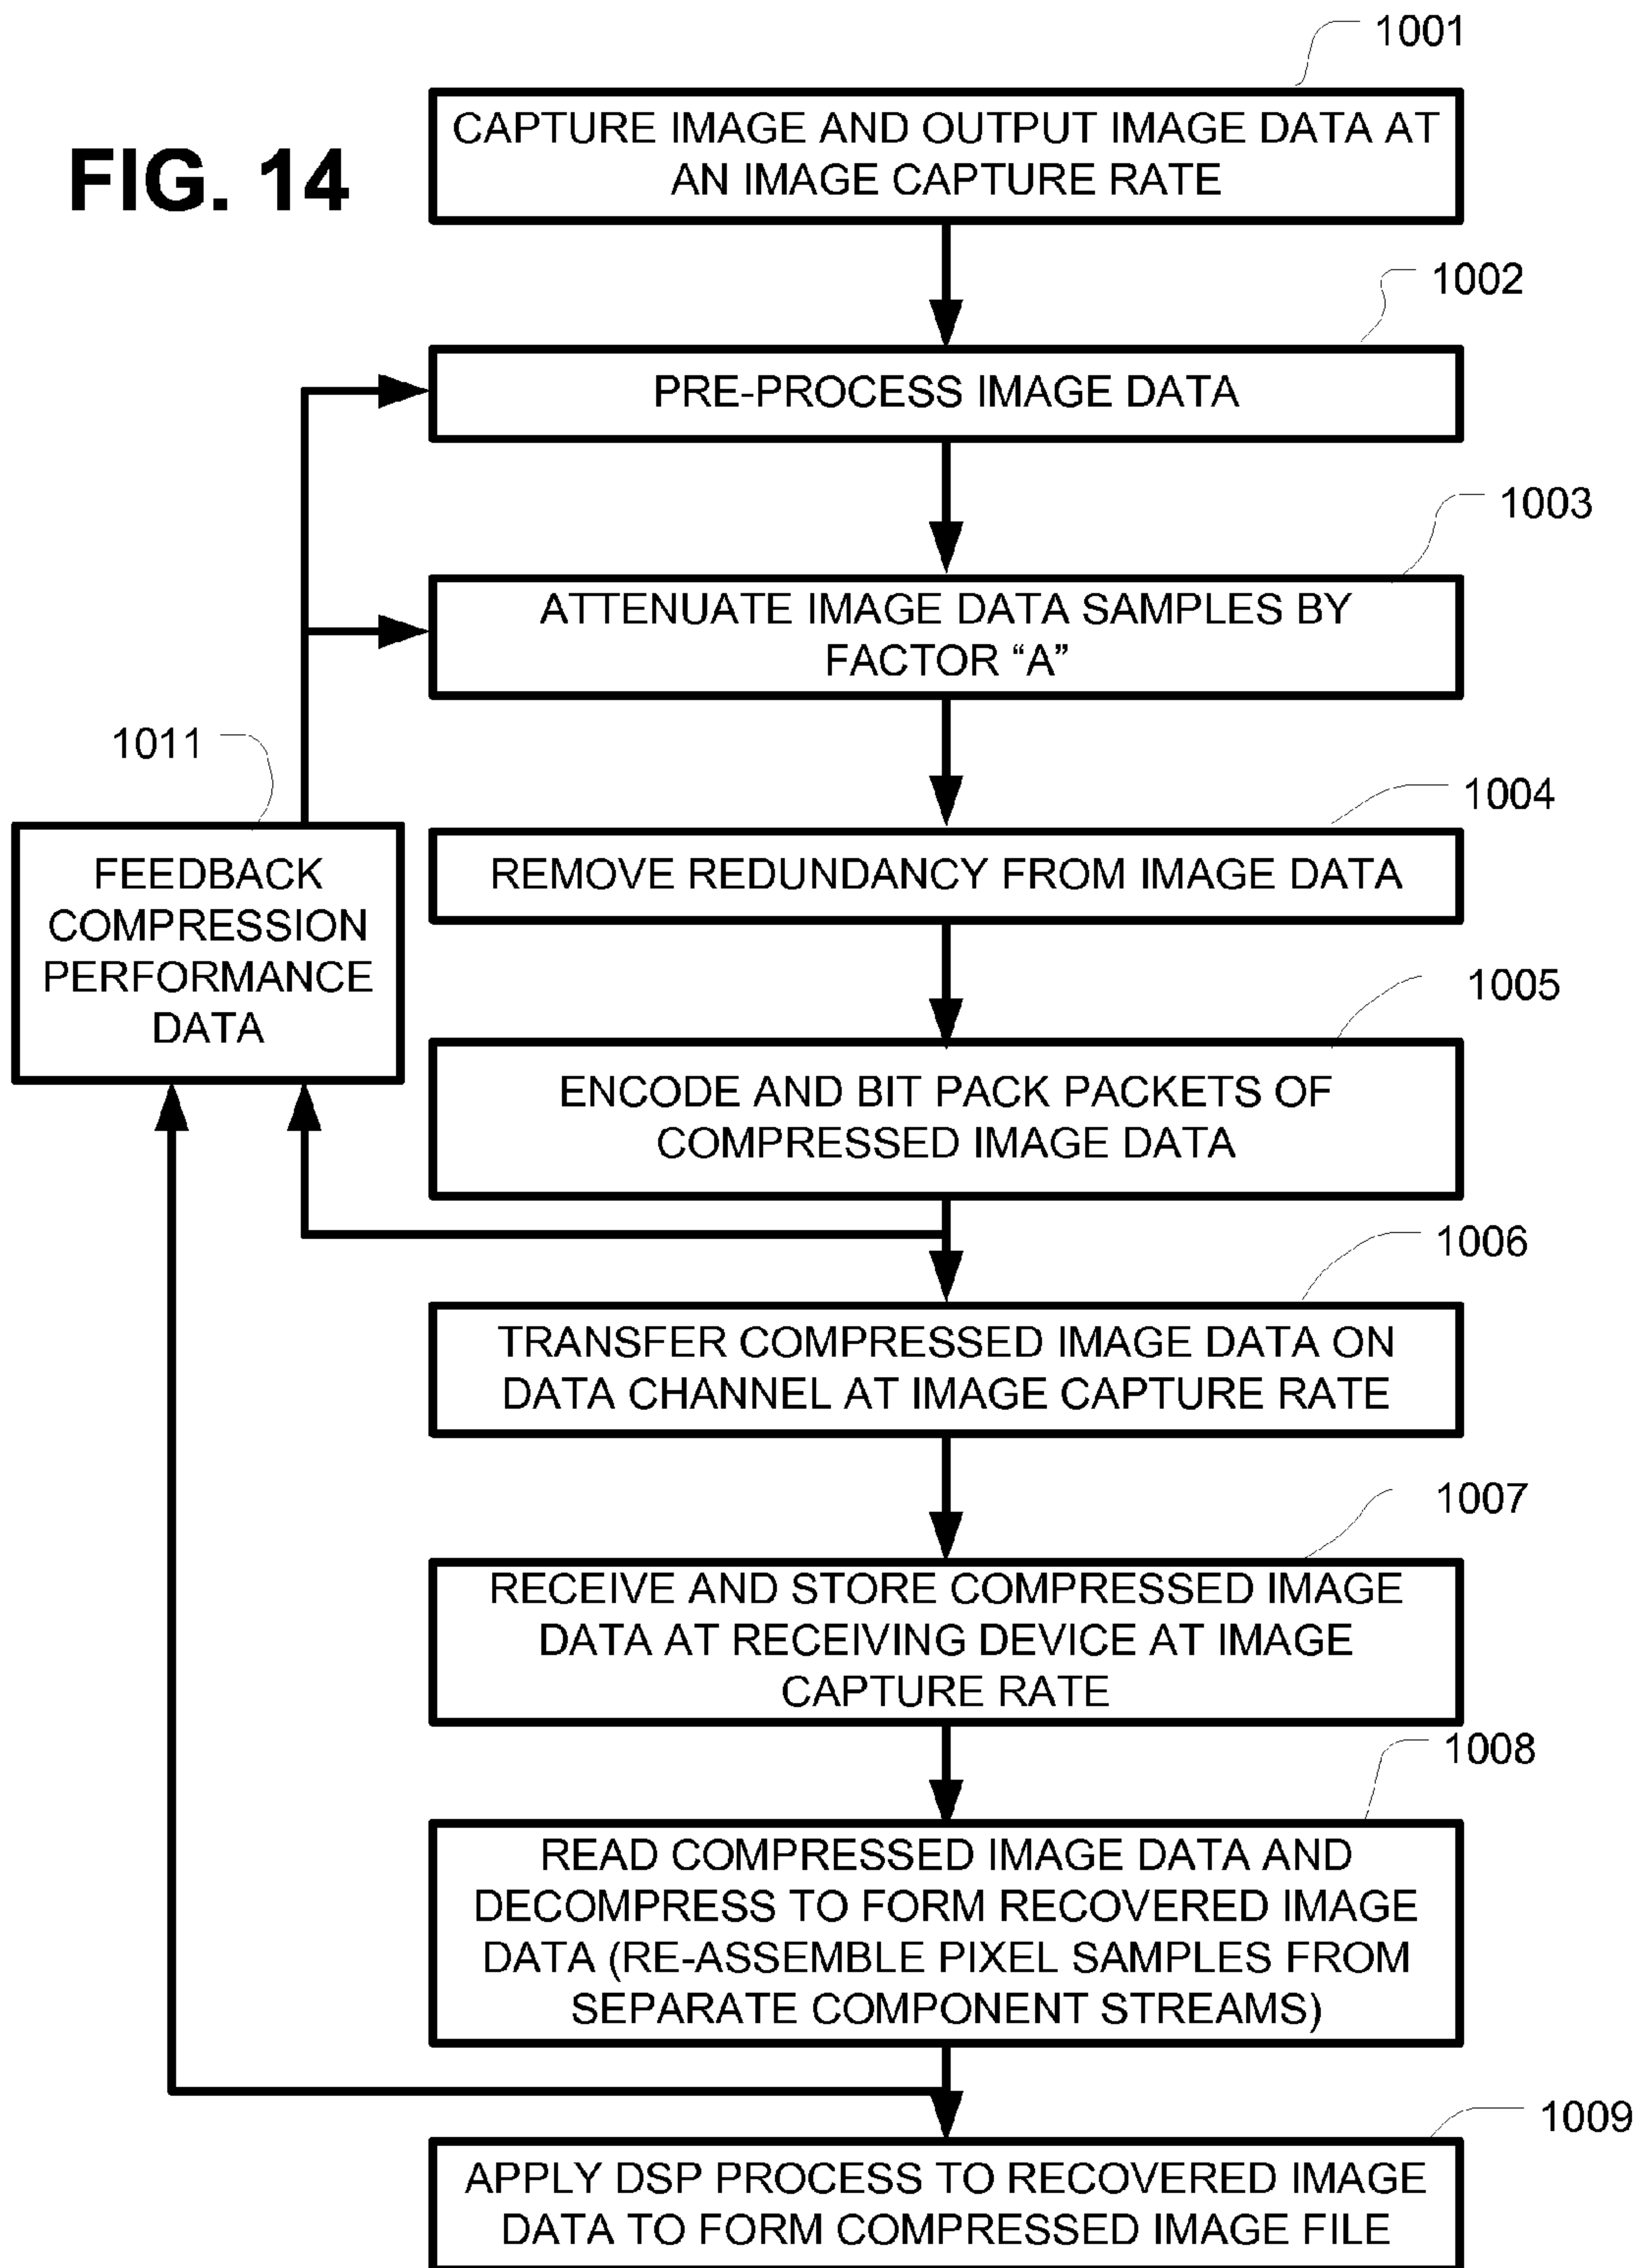 FIG. 14
1001
CAPTURE IMAGE AND OUTPUT IMAGE DATA AT
AN IMAGE CAPTURE RATE
1002
PRE-PROCESS IMAGE DATA
1003
ATTENUATE IMAGE DATA SAMPLES BY
FACTOR “A”
1011
FEEDBACK
COMPRESSION
PERFORMANCE
DATA
1004
REMOVE REDUNDANCY FROM IMAGE DATA
1005
ENCODE AND BIT PACK PACKETS OF
COMPRESSED IMAGE DATA
1006
TRANSFER COMPRESSED IMAGE DATA ON
DATA CHANNEL AT IMAGE CAPTURE RATE
1007
RECEIVE AND STORE COMPRESSED IMAGE
DATA AT RECEIVING DEVICE AT IMAGE
CAPTURE RATE
1008
READ COMPRESSED IMAGE DATA AND
DECOMPRESS TO FORM RECOVERED IMAGE
DATA (RE-ASSEMBLE PIXEL SAMPLES FROM
SEPARATE COMPONENT STREAMS)
1009
APPLY DSP PROCESS TO RECOVERED IMAGE
DATA TO FORM COMPRESSED IMAGE FILE